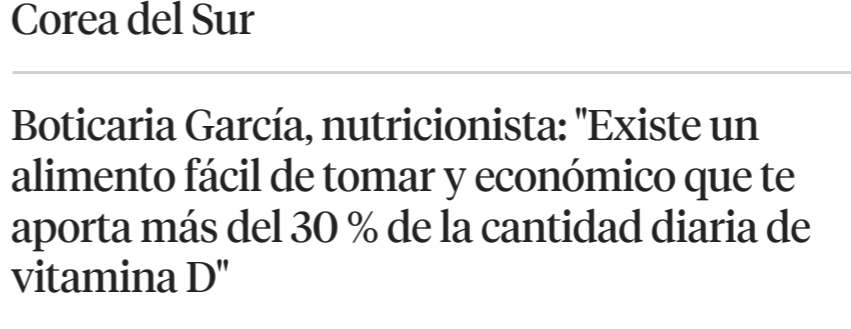 Corea del Sur
Boticaria García, nutricionista: "Existe un
alimento fácil de tomar y económico que te
aporta más del 30 % de la cantidad diaria de
vitamina D"